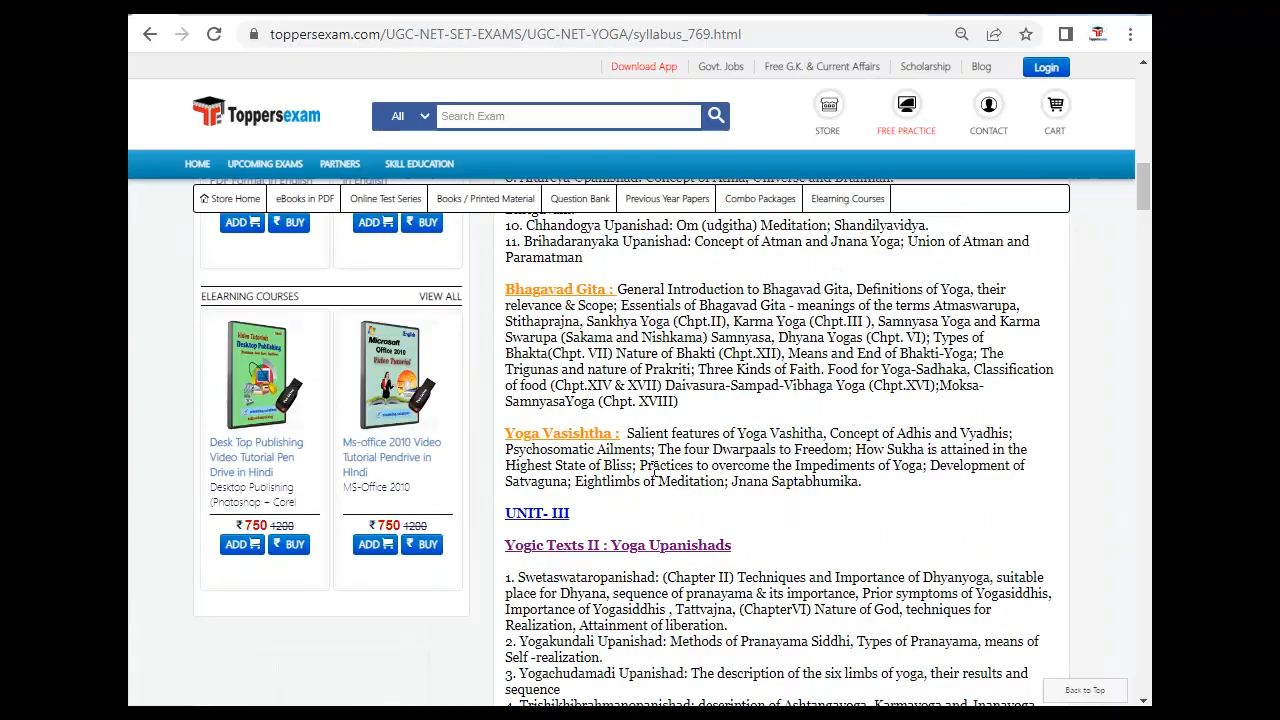 toppersexam.com/UGC-NET-SET-EXAMS/UGC-NET-YOGA/syllabus_769.html
Download App
Govt. Jobs
Free G.K. & Current Affairs
Scholarship
Blog
Login
Toppersexam
All
Search Exam
STORE
FREE PRACTICE
CONTACT
CART
HOME
UPCOMING EXAMS
PARTNERS
SKILL EDUCATION
Store Home
eBooks in PDF
Online Test Series
Books / Printed Material
Question Bank
Previous Year Papers
Combo Packages
Elearning Courses
ADD
₹ BUY
ADD
₹ BUY
ELEARNING COURSES
VIEW ALL
Desk Top Publishing
Video Tutorial Pen
Drive in Hindi
Desktop Publishing
(Photoshop + Corel
₹ 750 1200
ADD
₹ BUY
Ms-office 2010 Video
Tutorial Pendrive in
HIndi
MS-Office 2010
₹ 750 1200
ADD
₹ BUY
10. Chhandogya Upanishad: Om (udgitha) Meditation; Shandilyavidya.
11. Brihadaranyaka Upanishad: Concept of Atman and Jnana Yoga; Union of Atman and
Paramatman
Bhagavad Gita : General Introduction to Bhagavad Gita, Definitions of Yoga, their
relevance & Scope; Essentials of Bhagavad Gita - meanings of the terms Atmaswarupa,
Stithaprajna, Sankhya Yoga (Chpt.II), Karma Yoga (Chpt.III ), Samnyasa Yoga and Karma
Swarupa (Sakama and Nishkama) Samnyasa, Dhyana Yogas (Chpt. VI); Types of
Bhakta(Chpt. VII) Nature of Bhakti (Chpt.XII), Means and End of Bhakti-Yoga; The
Trigunas and nature of Prakriti; Three Kinds of Faith. Food for Yoga-Sadhaka, Classification
of food (Chpt.XIV & XVII) Daivasura-Sampad-Vibhaga Yoga (Chpt.XVI);Moksa-
SamnyasaYoga (Chpt. XVIII)
Yoga Vasishtha : Salient features of Yoga Vashitha, Concept of Adhis and Vyadhis;
Psychosomatic Ailments; The four Dwarpaals to Freedom; How Sukha is attained in the
Highest State of Bliss; Practices to overcome the Impediments of Yoga; Development of
Satvaguna; Eightlimbs of Meditation; Jnana Saptabhumika.
UNIT- III
Yogic Texts II : Yoga Upanishads
1. Swetaswataropanishad: (Chapter II) Techniques and Importance of Dhyanyoga, suitable
place for Dhyana, sequence of pranayama & its importance, Prior symptoms of Yogasiddhis,
Importance of Yogasiddhis , Tattvajna, (ChapterVI) Nature of God, techniques for
Realization, Attainment of liberation.
2. Yogakundali Upanishad: Methods of Pranayama Siddhi, Types of Pranayama, means of
Self -realization.
3. Yogachudamadi Upanishad: The description of the six limbs of yoga, their results and
sequence
4. Trishikhibrahmanopanishad: description of Ashtangayoga, Karmayoga and Jnanayoga
Back to Top